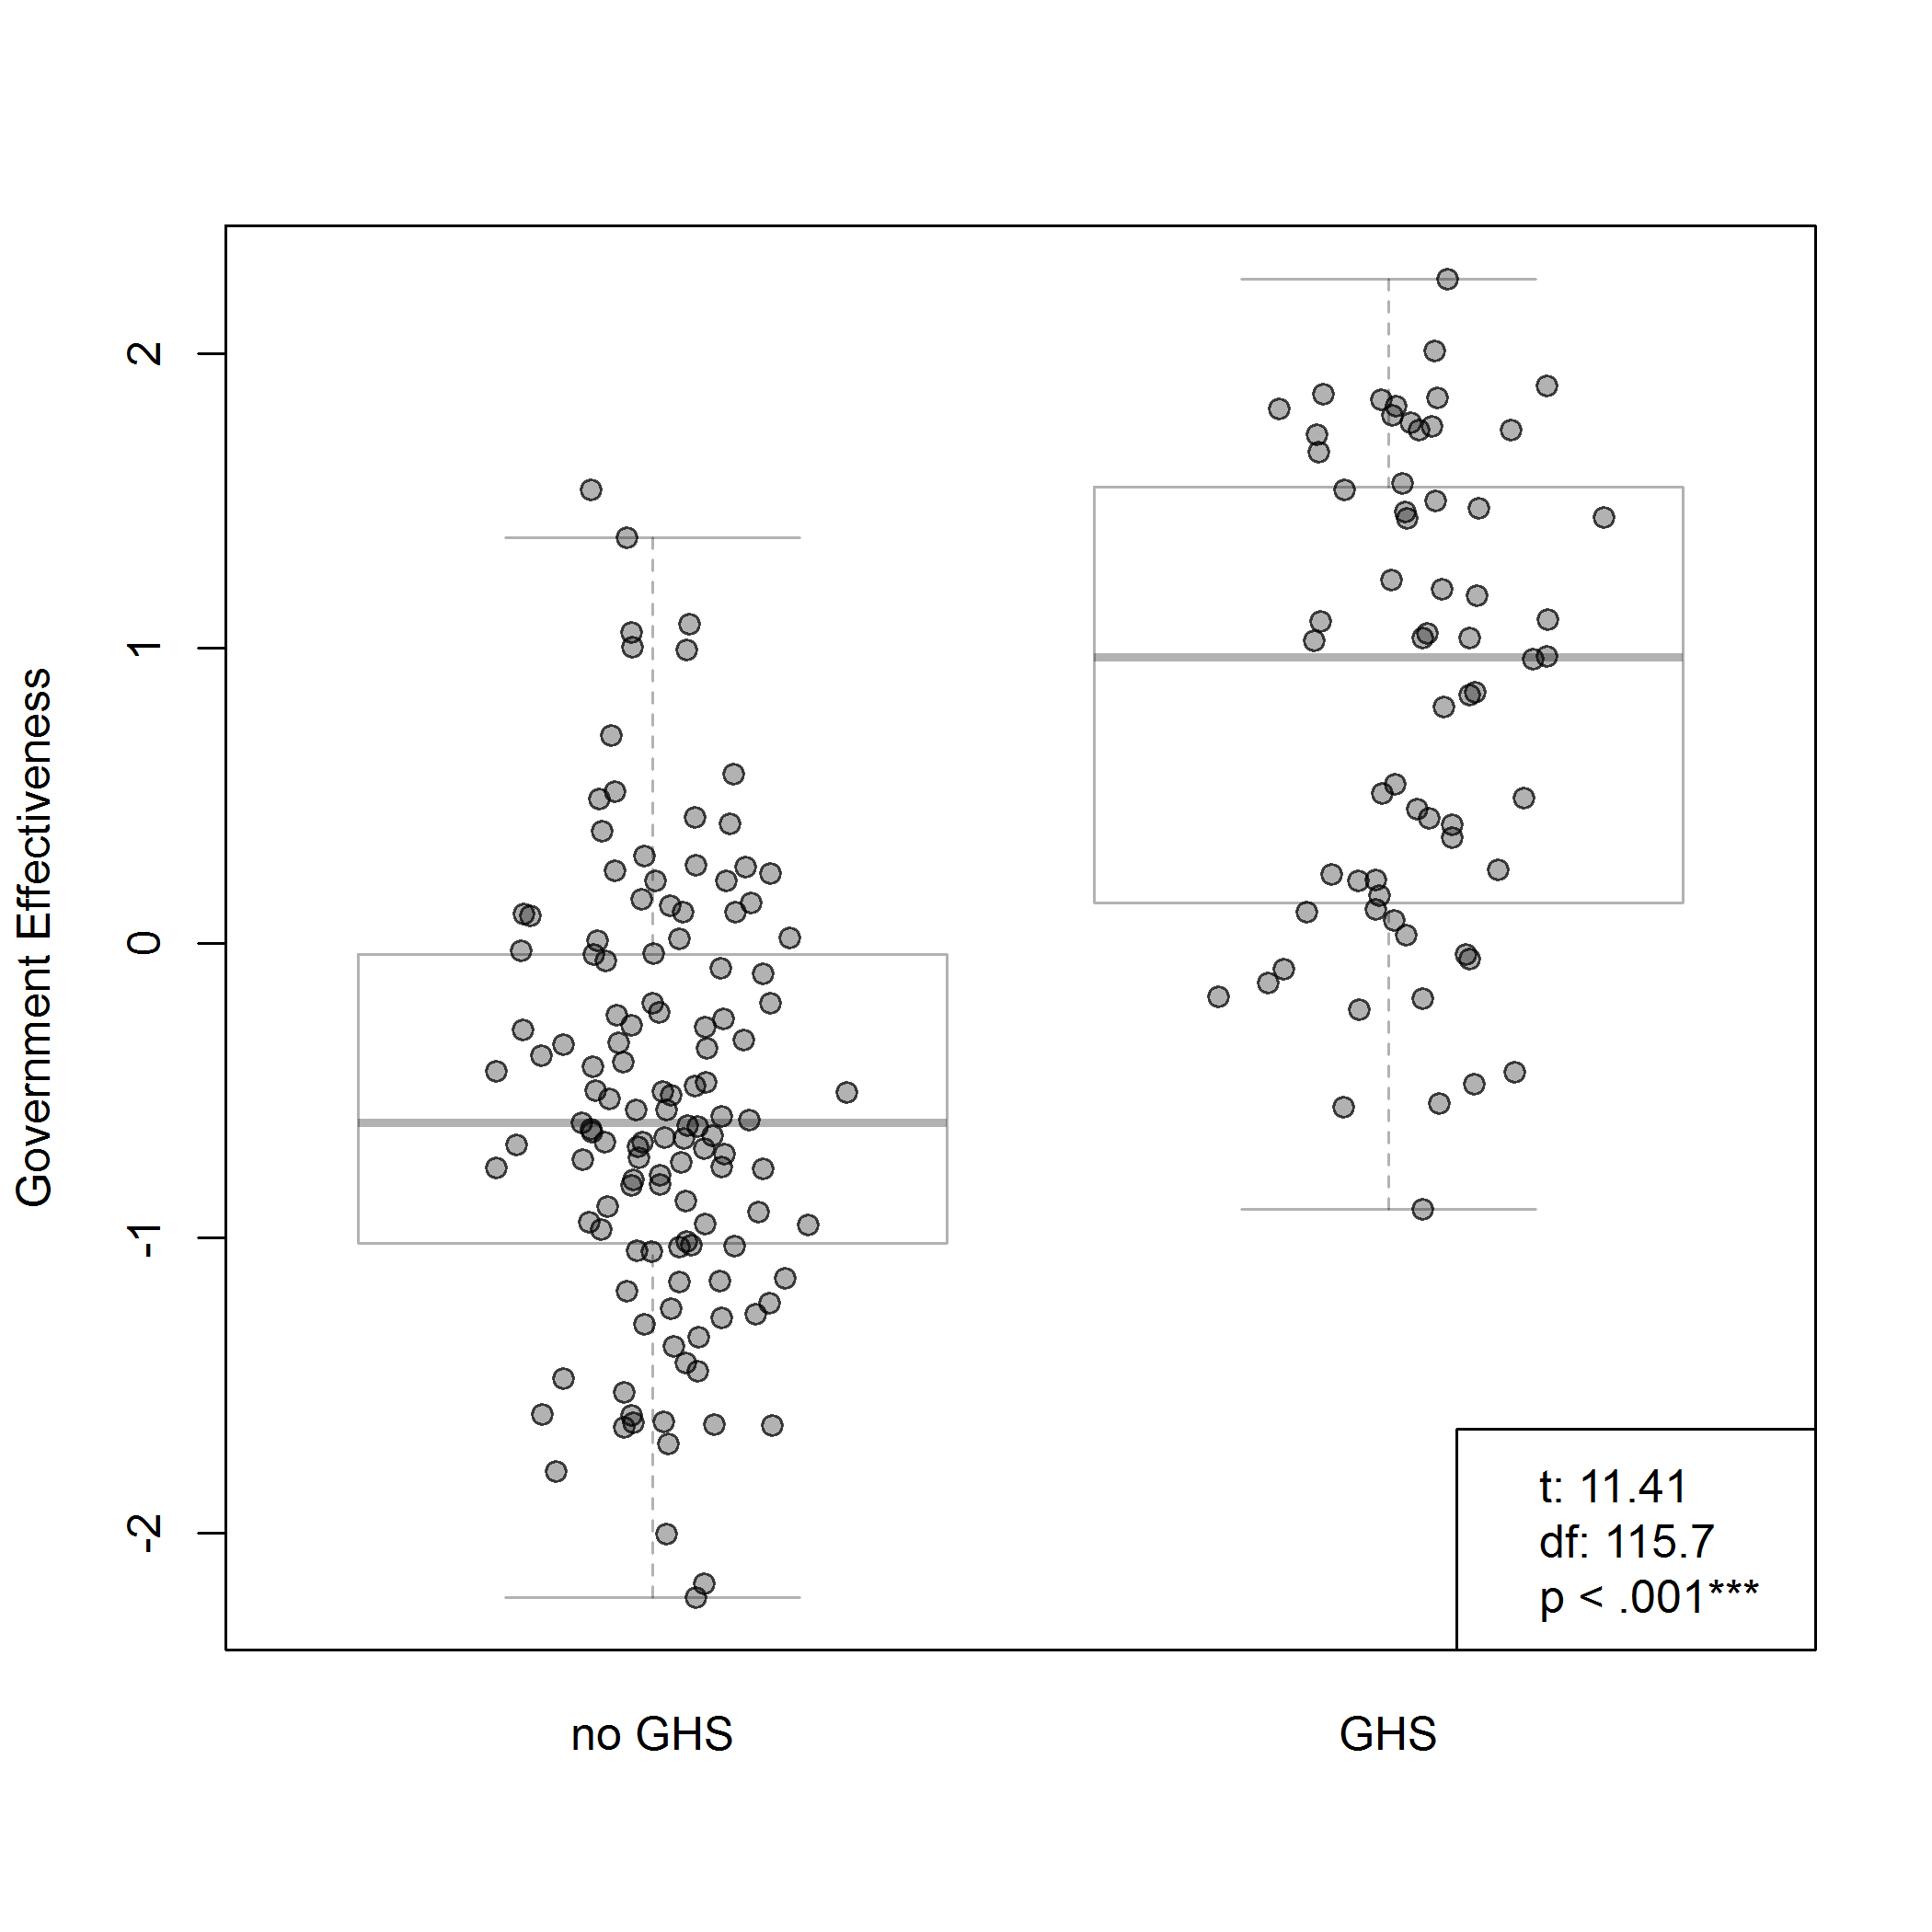 Government Effectiveness
2
1
0
-1
-2
no GHS
GHS
t: 11.41
df: 115.7
p < .001***